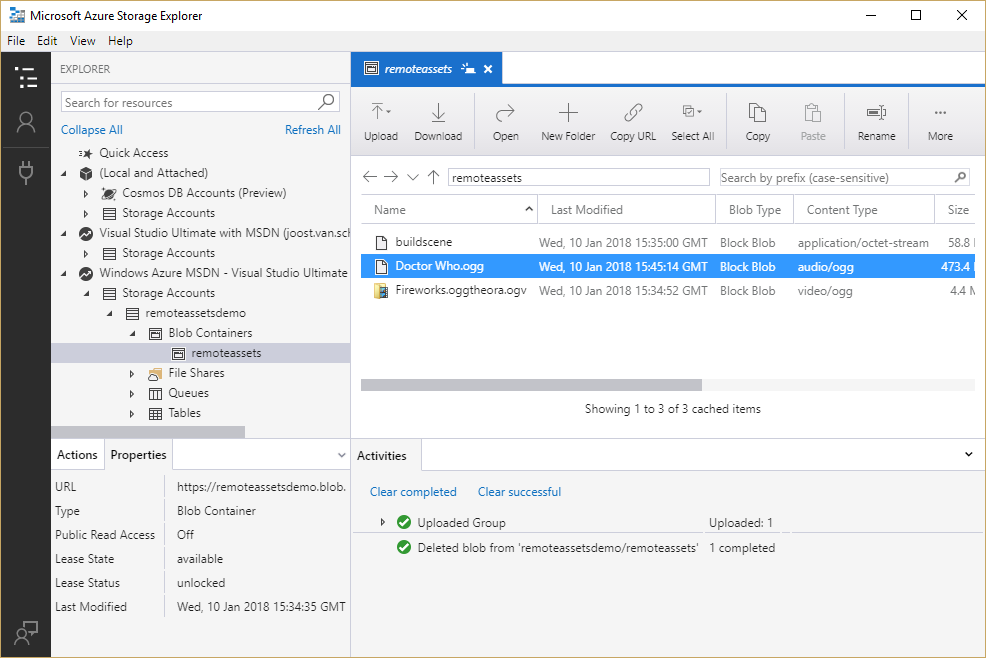 Microsoft Azure Storage Explorer
File Edit View Help
EXPLORER
Search for resources
Collapse All Refresh All
Quick Access
(Local and Attached)
Cosmos DB Accounts (Preview)
Storage Accounts
Visual Studio Ultimate with MSDN (joost.van.sch
Storage Accounts
Windows Azure MSDN - Visual Studio Ultimate
Storage Accounts
remoteassetsdemo
Blob Containers
remoteassets
File Shares
Queues
Tables
Actions Properties
URL https://remoteassetsdemo.blob.
Type Blob Container
Public Read Access Off
Lease State available
Lease Status unlocked
Last Modified Wed, 10 Jan 2018 15:34:35 GMT
remoteassets
Upload Download Open New Folder Copy URL Select All Copy Paste Rename More
remoteassets Search by prefix (case-sensitive)
Name Last Modified Blob Type Content Type Size
buildscene Wed, 10 Jan 2018 15:35:00 GMT Block Blob application/octet-stream 58.8
Doctor Who.ogg Wed, 10 Jan 2018 15:45:14 GMT Block Blob audio/ogg 473.4
Fireworks.oggtheora.ogv Wed, 10 Jan 2018 15:34:52 GMT Block Blob video/ogg 4.4 M
Showing 1 to 3 of 3 cached items
Activities
Clear completed Clear successful
Uploaded Group Uploaded: 1
Deleted blob from 'remoteassetsdemo/remoteassets' 1 completed